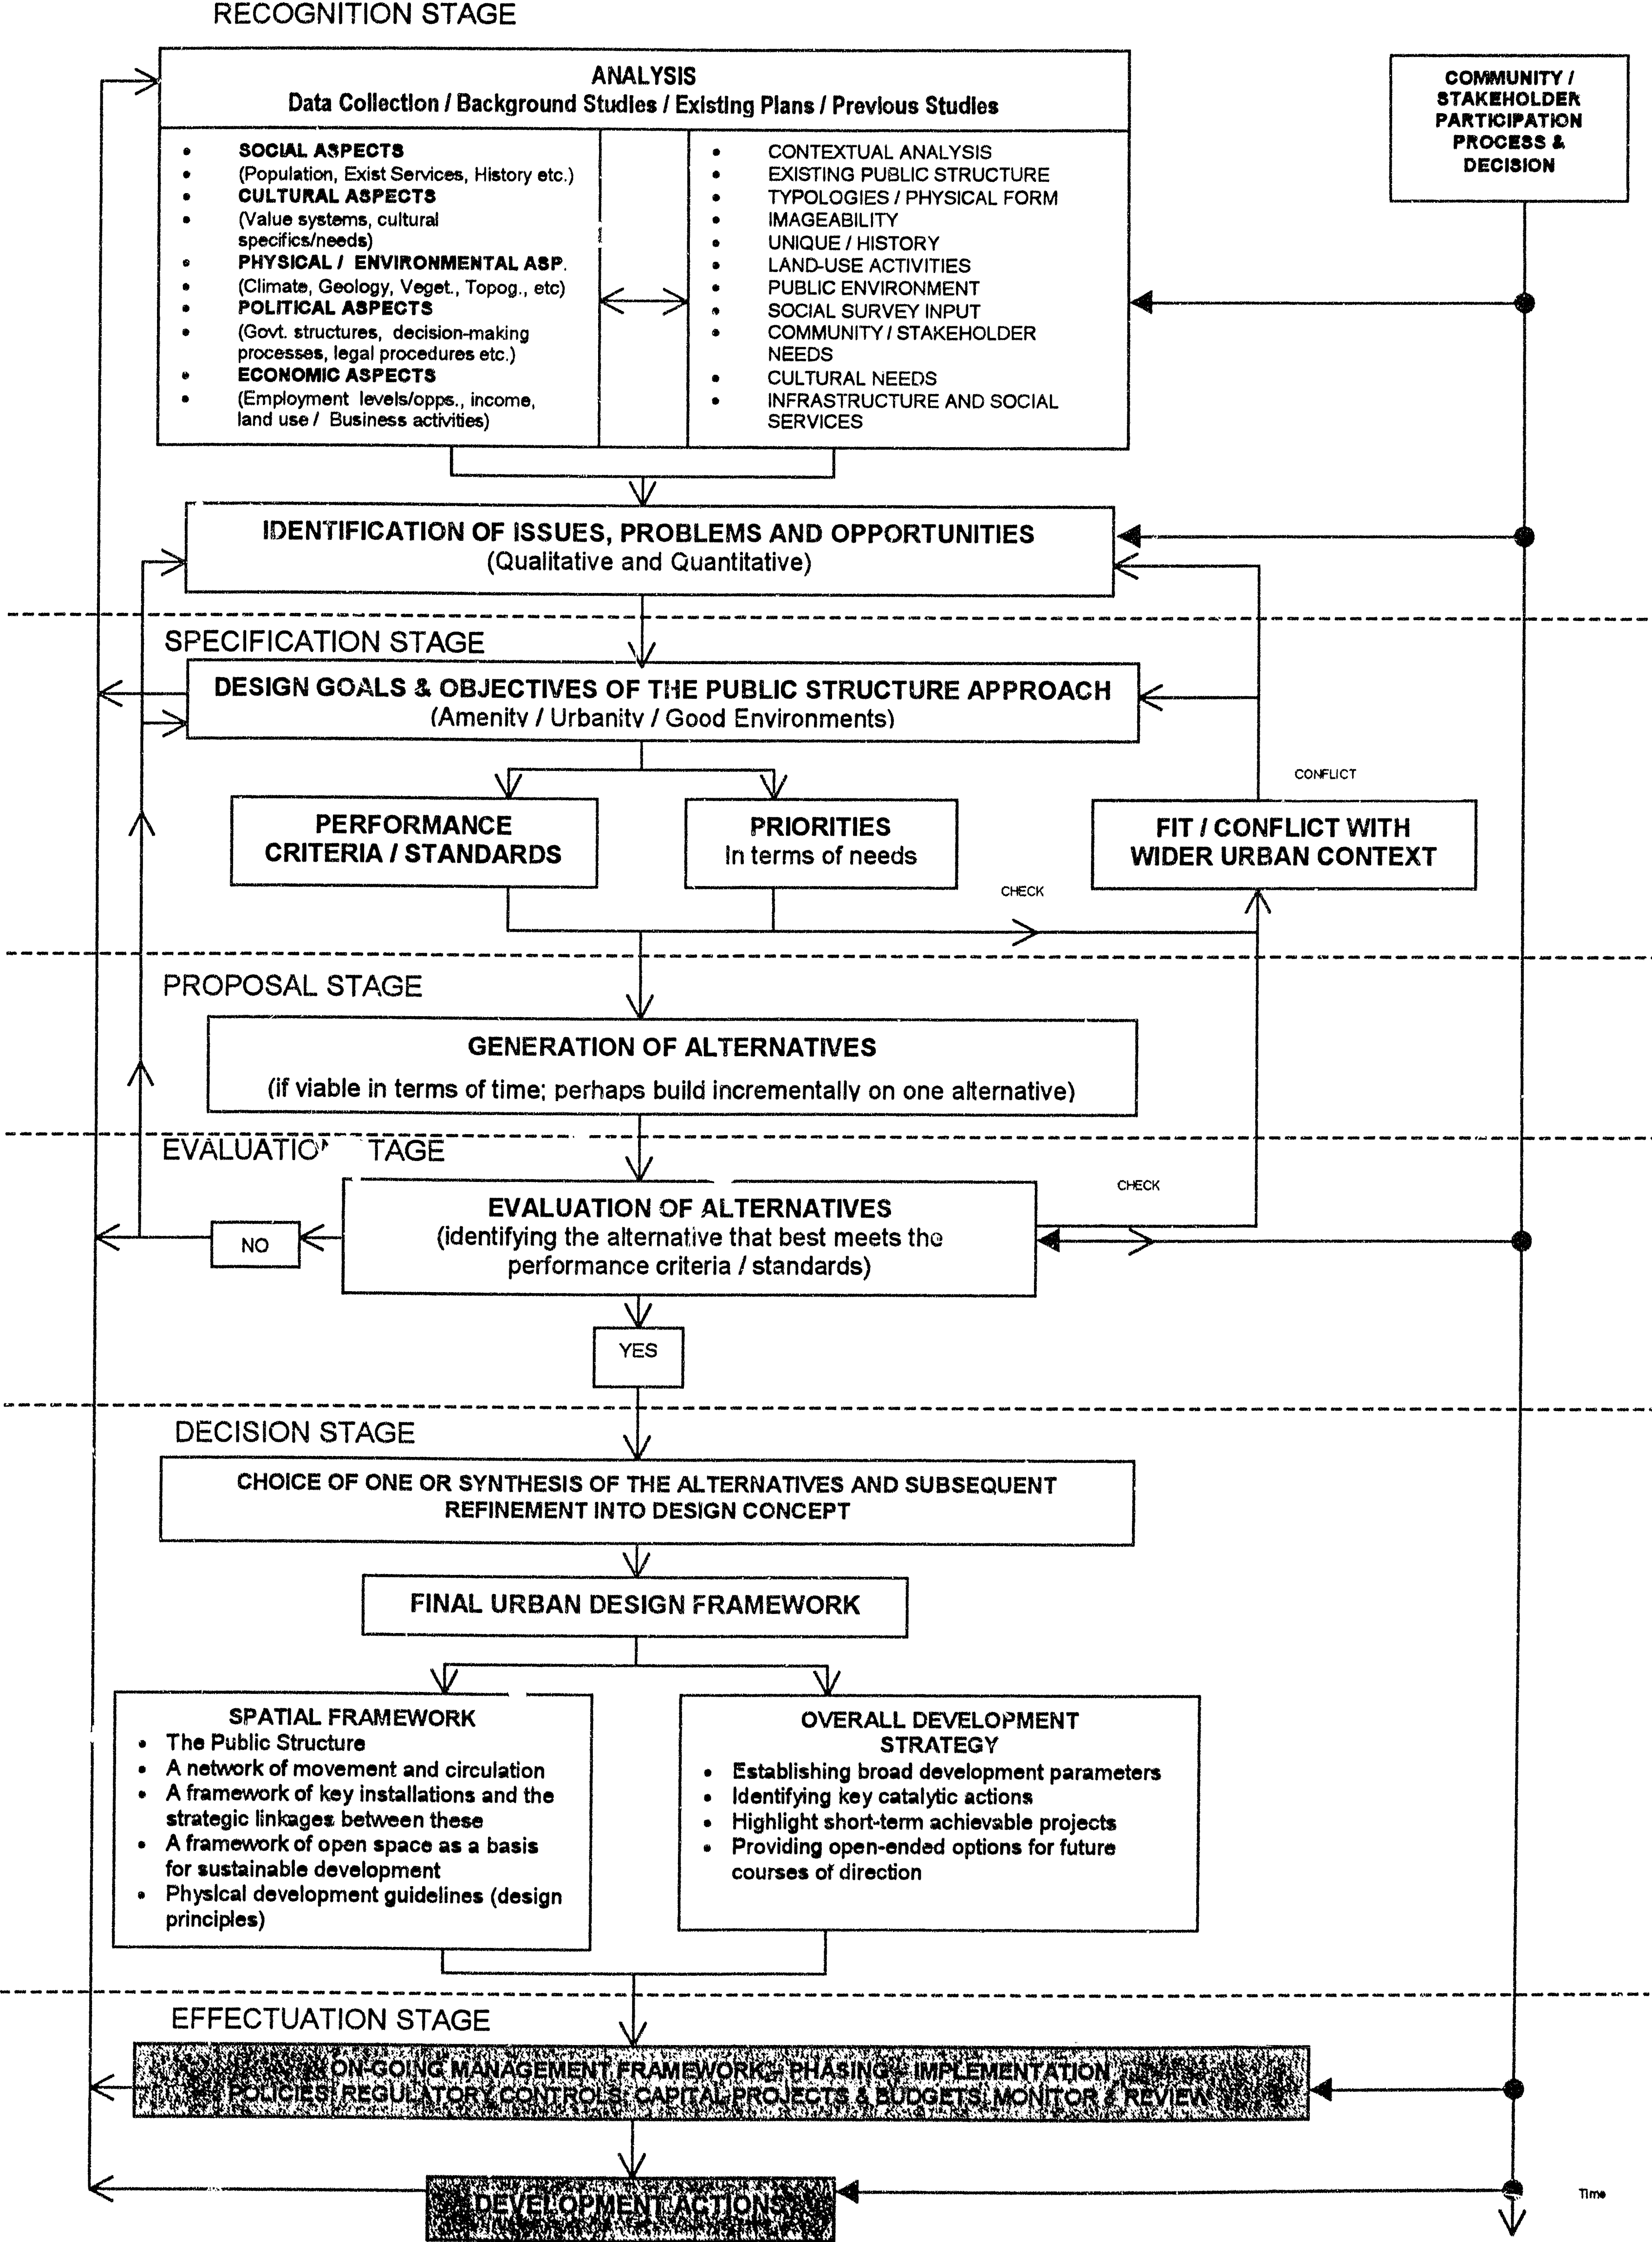 RECOGNITION STAGE
ANALYSIS
Data Collection / Background Studies / Existing Plans / Previous Studies
• SOCIAL ASPECTS
• (Population, Exist Services, History etc.)
• CULTURAL ASPECTS
• (Value systems, cultural
specifics/needs)
• PHYSICAL / ENVIRONMENTAL ASP.
• (Climate, Geology, Veget., Topog., etc)
• POLITICAL ASPECTS
• (Govt. structures, decision-making
processes, legal procedures etc.)
• ECONOMIC ASPECTS
• (Employment levels/opps., income,
land use / Business activities)
• CONTEXTUAL ANALYSIS
• EXISTING PUBLIC STRUCTURE
• TYPOLOGIES / PHYSICAL FORM
• IMAGEABILITY
• UNIQUE / HISTORY
• LAND-USE ACTIVITIES
• PUBLIC ENVIRONMENT
• SOCIAL SURVEY INPUT
• COMMUNITY / STAKEHOLDER
NEEDS
• CULTURAL NEEDS
• INFRASTRUCTURE AND SOCIAL
SERVICES
COMMUNITY /
STAKEHOLDER
PARTICIPATION
PROCESS &
DECISION
IDENTIFICATION OF ISSUES, PROBLEMS AND OPPORTUNITIES
(Qualitative and Quantitative)
SPECIFICATION STAGE
DESIGN GOALS & OBJECTIVES OF THE PUBLIC STRUCTURE APPROACH
(Amenity / Urbanity / Good Environments)
CONFLICT
PERFORMANCE
CRITERIA / STANDARDS
PRIORITIES
In terms of needs
FIT / CONFLICT WITH
WIDER URBAN CONTEXT
CHECK
PROPOSAL STAGE
GENERATION OF ALTERNATIVES
(if viable in terms of time; perhaps build incrementally on one alternative)
EVALUATION TAGE
CHECK
EVALUATION OF ALTERNATIVES
(identifying the alternative that best meets the
performance criteria / standards)
NO
YES
DECISION STAGE
CHOICE OF ONE OR SYNTHESIS OF THE ALTERNATIVES AND SUBSEQUENT
REFINEMENT INTO DESIGN CONCEPT
FINAL URBAN DESIGN FRAMEWORK
SPATIAL FRAMEWORK
• The Public Structure
• A network of movement and circulation
• A framework of key installations and the
strategic linkages between these
• A framework of open space as a basis
for sustainable development
• Physical development guidelines (design
principles)
OVERALL DEVELOPMENT
STRATEGY
• Establishing broad development parameters
• Identifying key catalytic actions
• Highlight short-term achievable projects
• Providing open-ended options for future
courses of direction
EFFECTUATION STAGE
ON-GOING MANAGEMENT FRAMEWORK - PHASING - IMPLEMENTATION
POLICIES, REGULATORY CONTROLS, CAPITAL PROJECTS & BUDGETS, MONITOR & REVIEW
DEVELOPMENT ACTIONS
Time